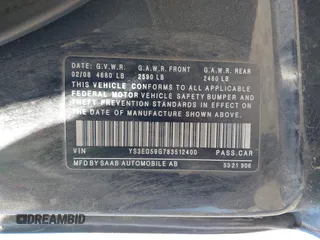 DATE: G.V.W.R. G.A.W.R. FRONT G.A.W.R. REAR
02/08 4660 LB 2590 LB 2460 LB
THIS VEHICLE CONFORMS TO ALL APPLICABLE
FEDERAL MOTOR VEHICLE SAFETY BUMPER AND
THEFT PREVENTION STANDARDS IN EFFECT ON
THE DATE OF MANUFACTURE SHOWN ABOVE.
VIN YS3ED59G783512400 PASS.CAR
MFD BY SAAB AUTOMOBILE AB 5321 906
DREAMBID